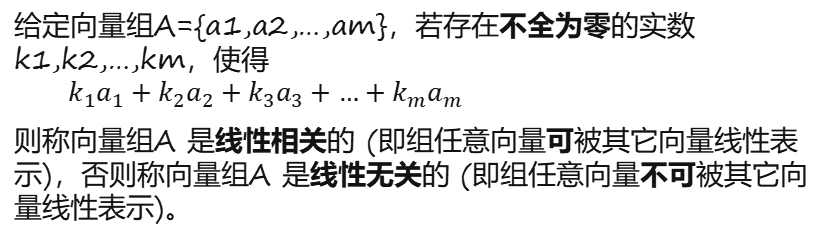 给定向量组A={a1,a2,...,am}，若存在不全为零的实数
k1,k2,...,km，使得
k₁a₁ + k₂a₂ + k₃a₃ + ... + kₘaₘ
则称向量组A 是线性相关的 (即组任意向量可被其它向量线性表
示)，否则称向量组A 是线性无关的 (即组任意向量不可被其它向
量线性表示)。